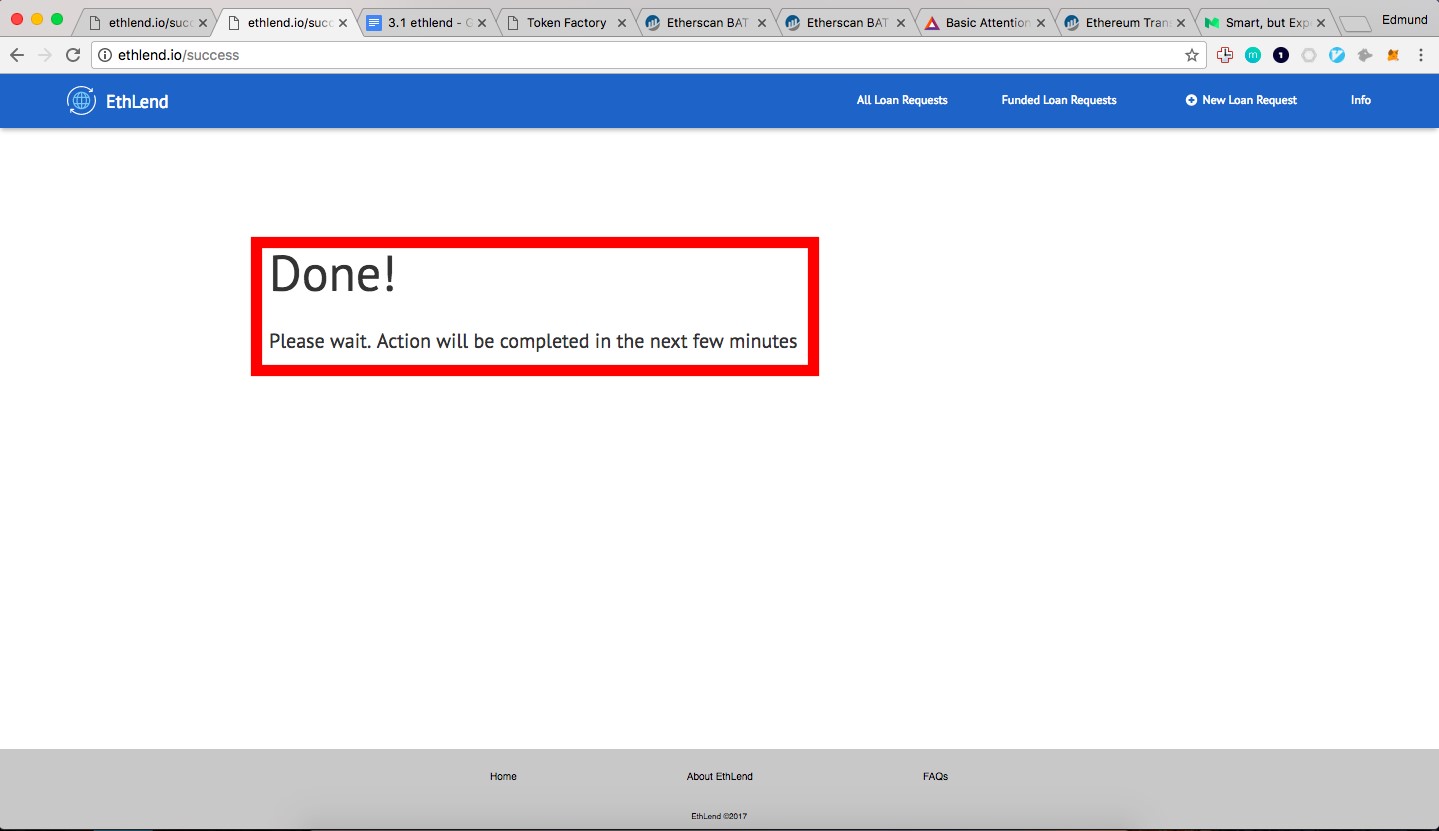 ethlend.io/succ
ethlend.io/succ
3.1 ethlend - G
Token Factory
Etherscan BAT
Etherscan BAT
Basic Attention
Ethereum Trans
Smart, but Exp
Edmund
ethlend.io/success
EthLend
All Loan Requests
Funded Loan Requests
New Loan Request
Info
Done!
Please wait. Action will be completed in the next few minutes
Home
About EthLend
FAQs
EthLend ©2017